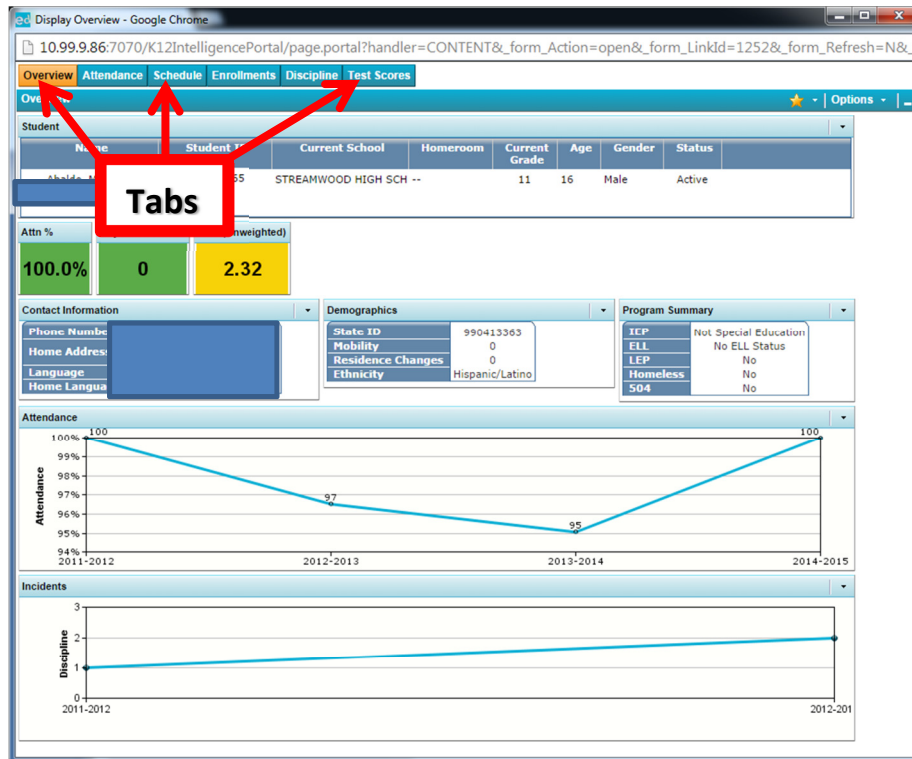 Display Overview - Google Chrome
10.99.9.86:7070/K12IntelligencePortal/page.portal?handler=CONTENT&_form_Action=open&_form_LinkId=1252&_form_Refresh=N&_
Overview Attendance Schedule Enrollments Discipline Test Scores
Options
Student
Student Current School Homeroom Current Grade Age Gender Status
STREAMWOOD HIGH SCH -- 11 16 Male Active
Tabs
Attn %
100.0% 0 2.32
Contact Information Demographics Program Summary
Phone
Home Address
Language
Home
State ID 990413363
Mobility 0
Residence Changes 0
Ethnicity Hispanic/Latino
IEP Not Special Education
ELL No ELL Status
LEP No
Homeless No
504 No
Attendance
100% 100 100
99%
98%
97% 97
96%
95% 95
94%
Attendance
2011-2012 2012-2013 2013-2014 2014-2015
Incidents
3
2
1
0
Discipline
2011-2012 2012-201